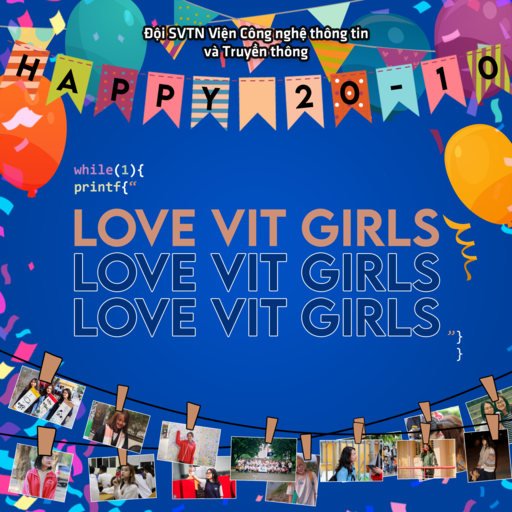 Đội SVTN Viện Công nghệ thông tin
và Truyền thông
HAPPY 20-10
while(1){
printf{“
LOVE VIT GIRLS
LOVE VIT GIRLS
LOVE VIT GIRLS
”}
}